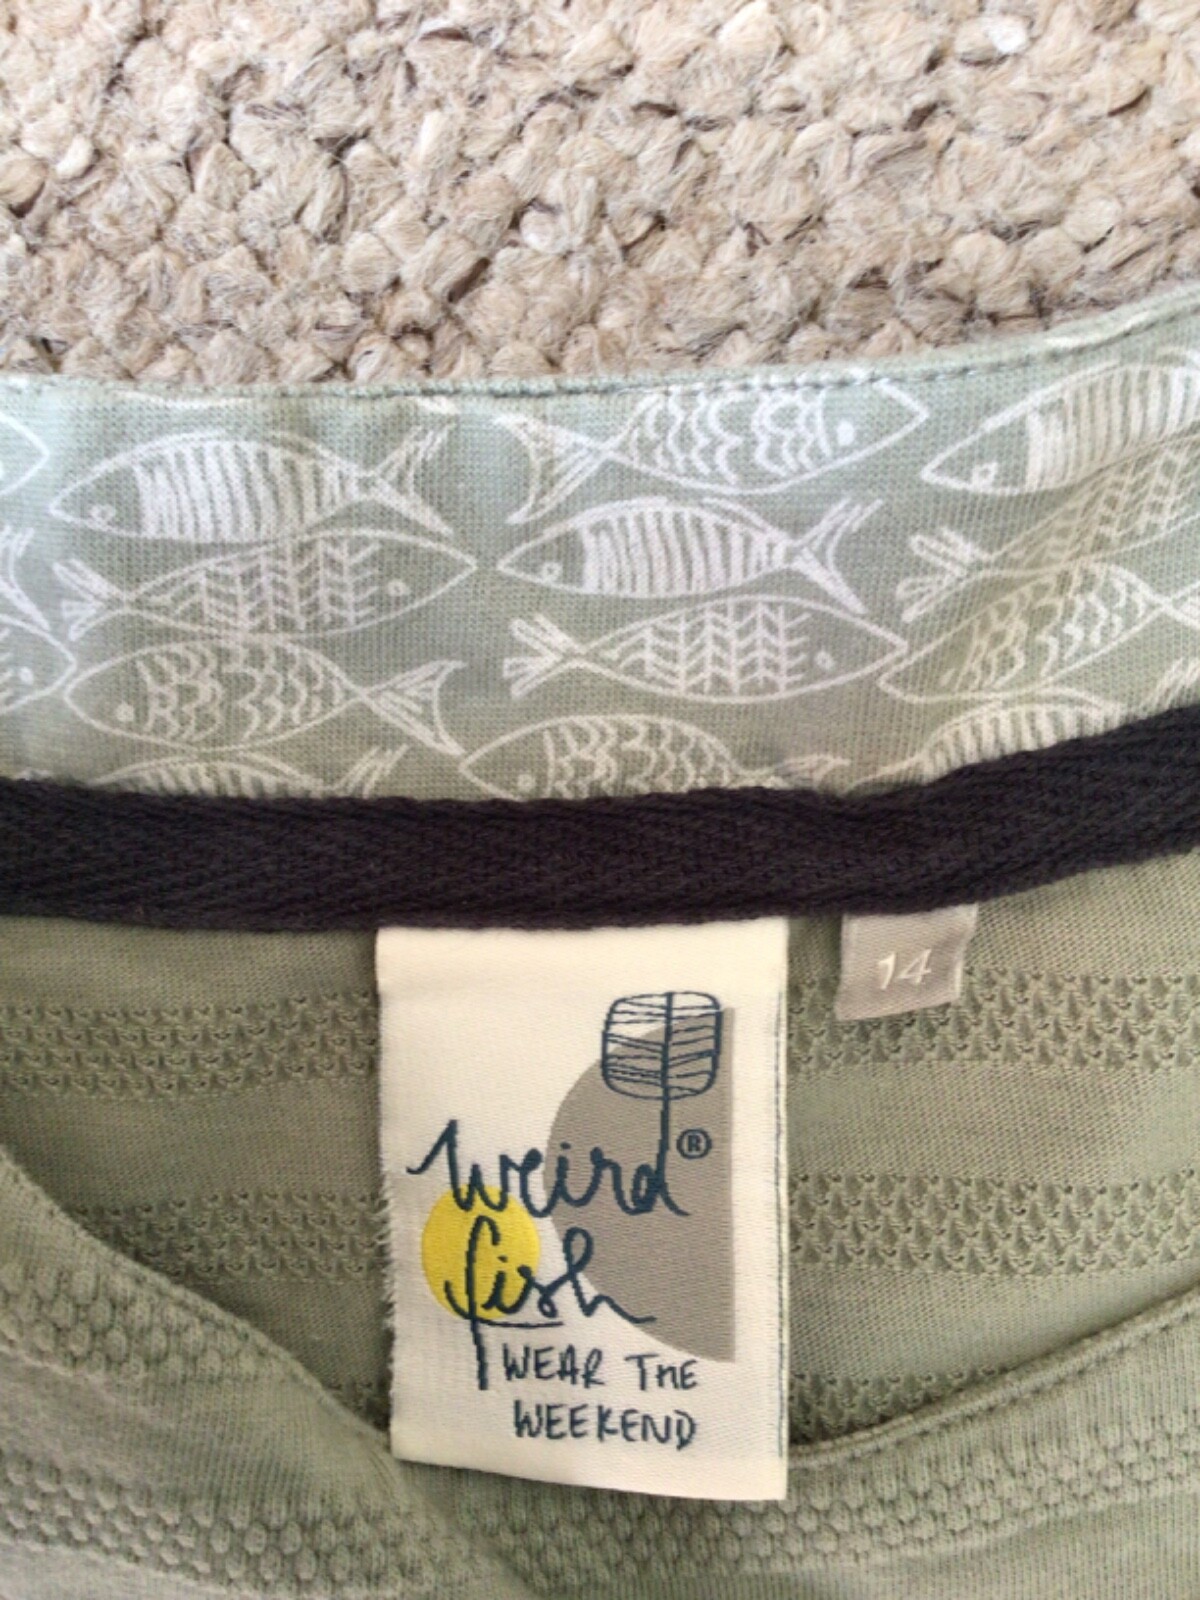 14
weird®
fish
WEAR THE
WEEKEND